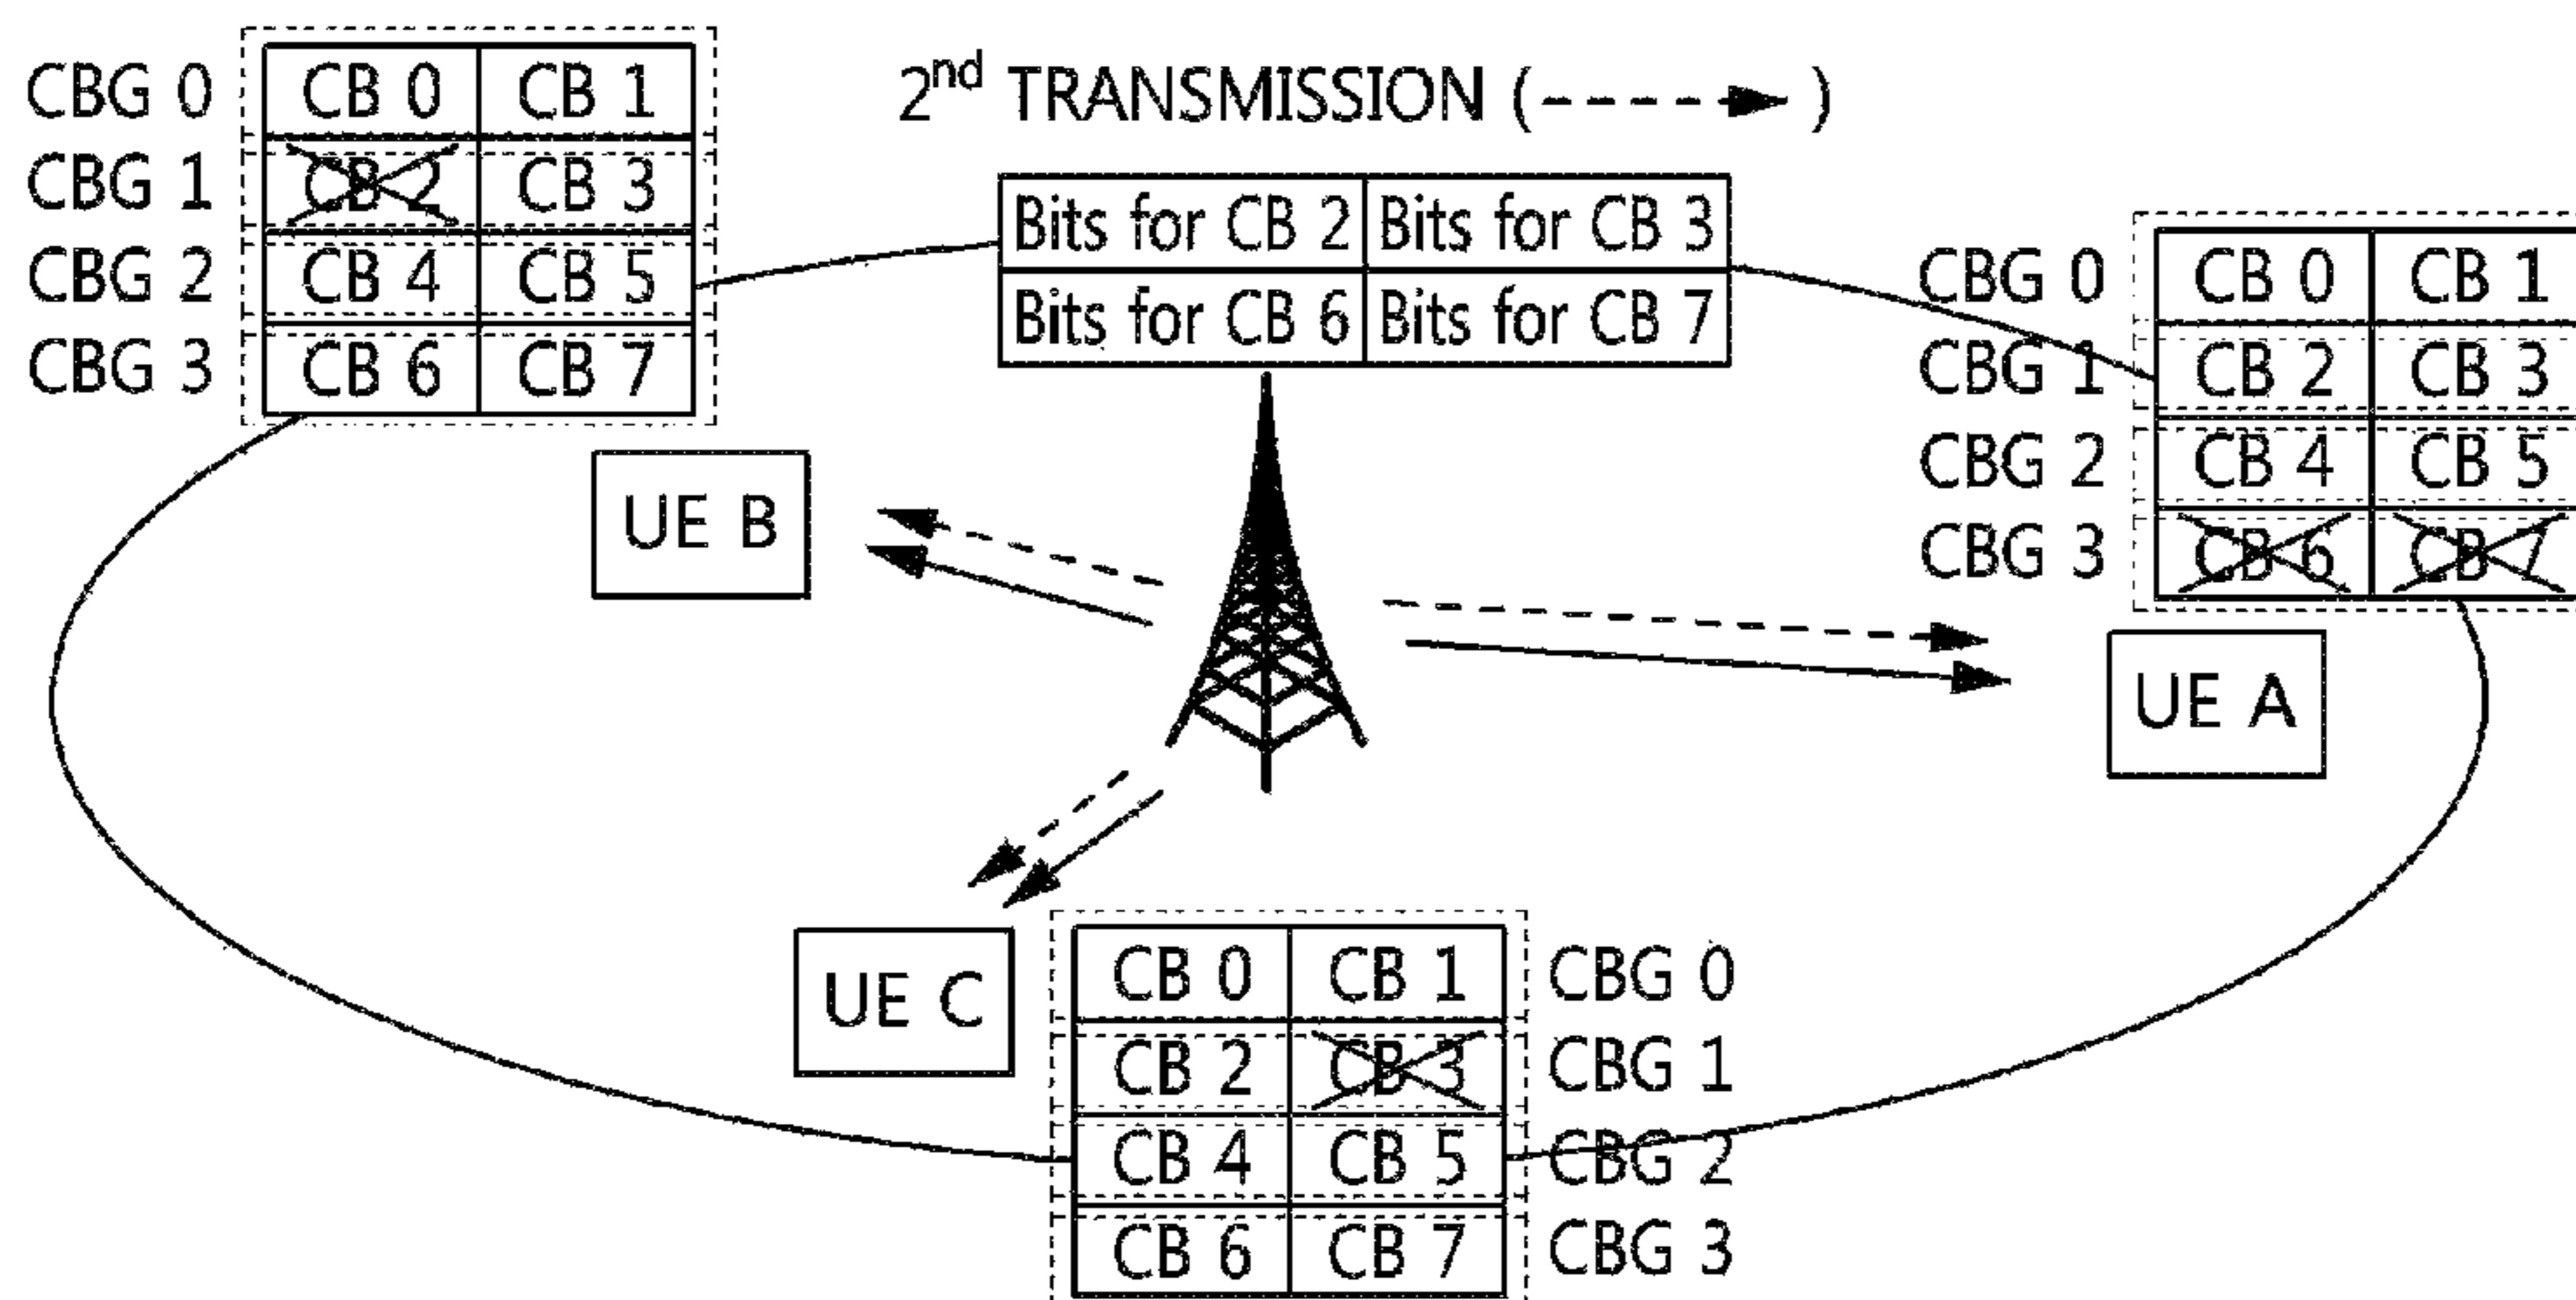 2nd TRANSMISSION ( )
CBG 0 CB 0 CB 1
CBG 1 CB 2 CB 3
CBG 2 CB 4 CB 5
CBG 3 CB 6 CB 7
Bits for CB 2 Bits for CB 3
Bits for CB 6 Bits for CB 7
CBG 0 CB 0 CB 1
CBG 1 CB 2 CB 3
CBG 2 CB 4 CB 5
CBG 3 CB 6 CB 7
UE B
UE A
UE C
CB 0 CB 1 CBG 0
CB 2 CB 3 CBG 1
CB 4 CB 5 CBG 2
CB 6 CB 7 CBG 3